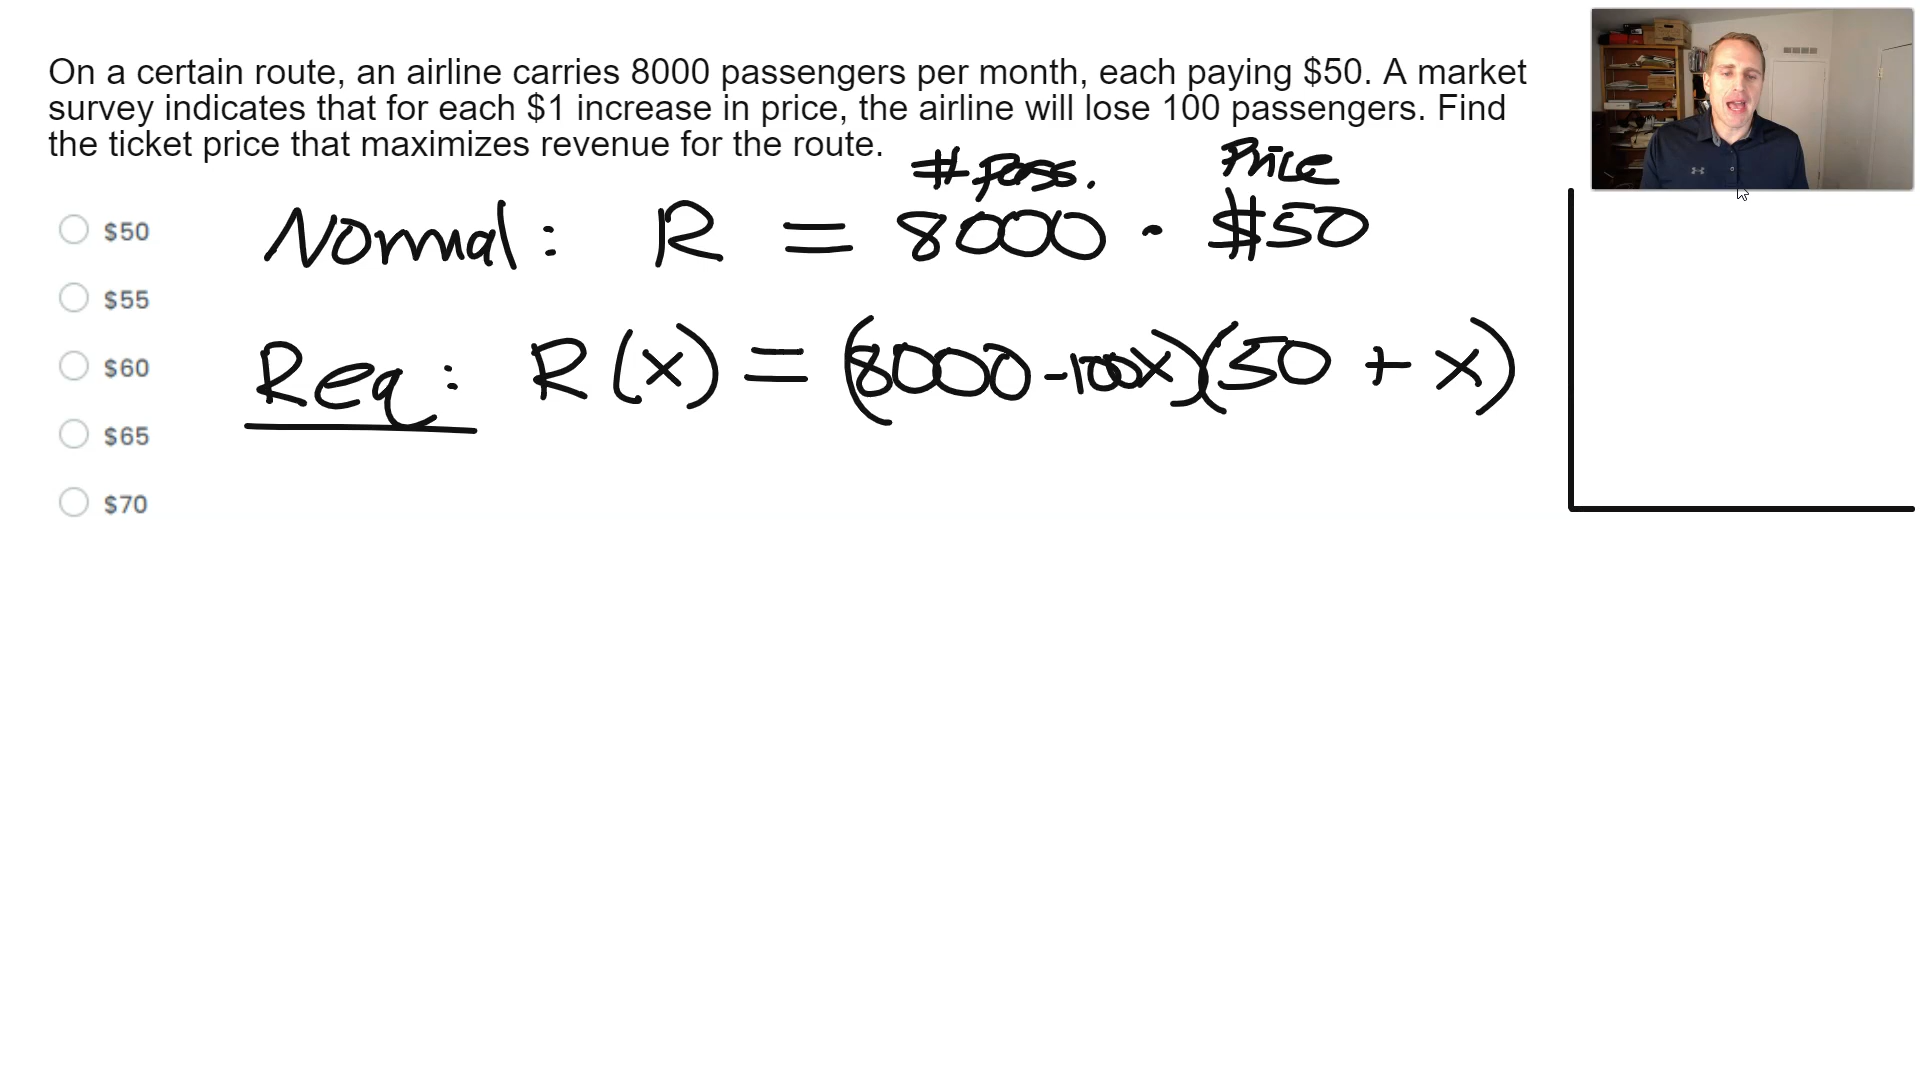 On a certain route, an airline carries 8000 passengers per month, each paying $50. A market
survey indicates that for each $1 increase in price, the airline will lose 100 passengers. Find
the ticket price that maximizes revenue for the route.
# pass. Price
$50
Normal: R = 8000 · $50
$55
$60
Req: R(x) = (8000-100x)(50 + x)
$65
$70